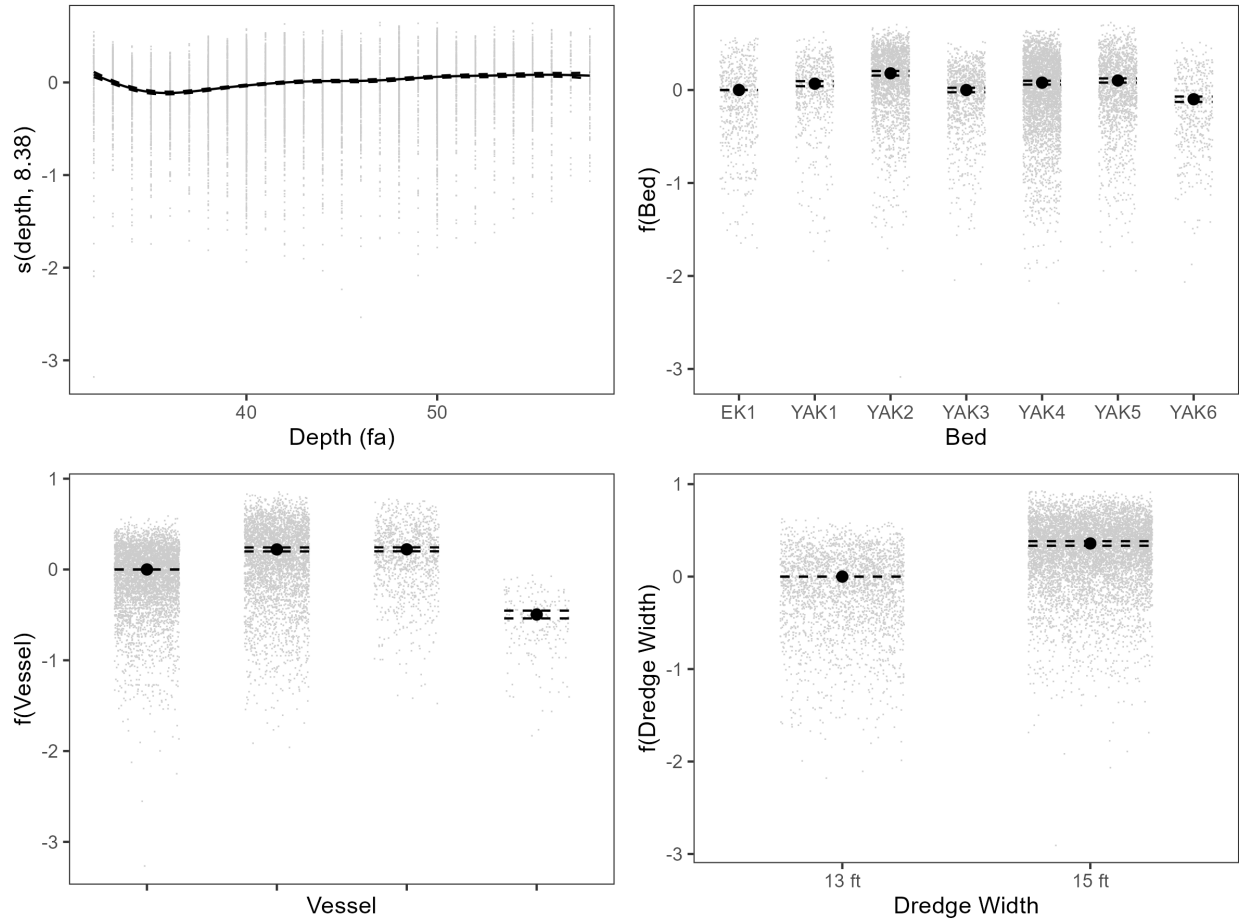 s(depth, 8.38)
0
-1
-2
-3
40 50
Depth (fa)
f(Bed)
0
-1
-2
-3
EK1 YAK1 YAK2 YAK3 YAK4 YAK5 YAK6
Bed
f(Vessel)
1
0
-1
-2
-3
Vessel
f(Dredge Width)
1
0
-1
-2
-3
13 ft 15 ft
Dredge Width